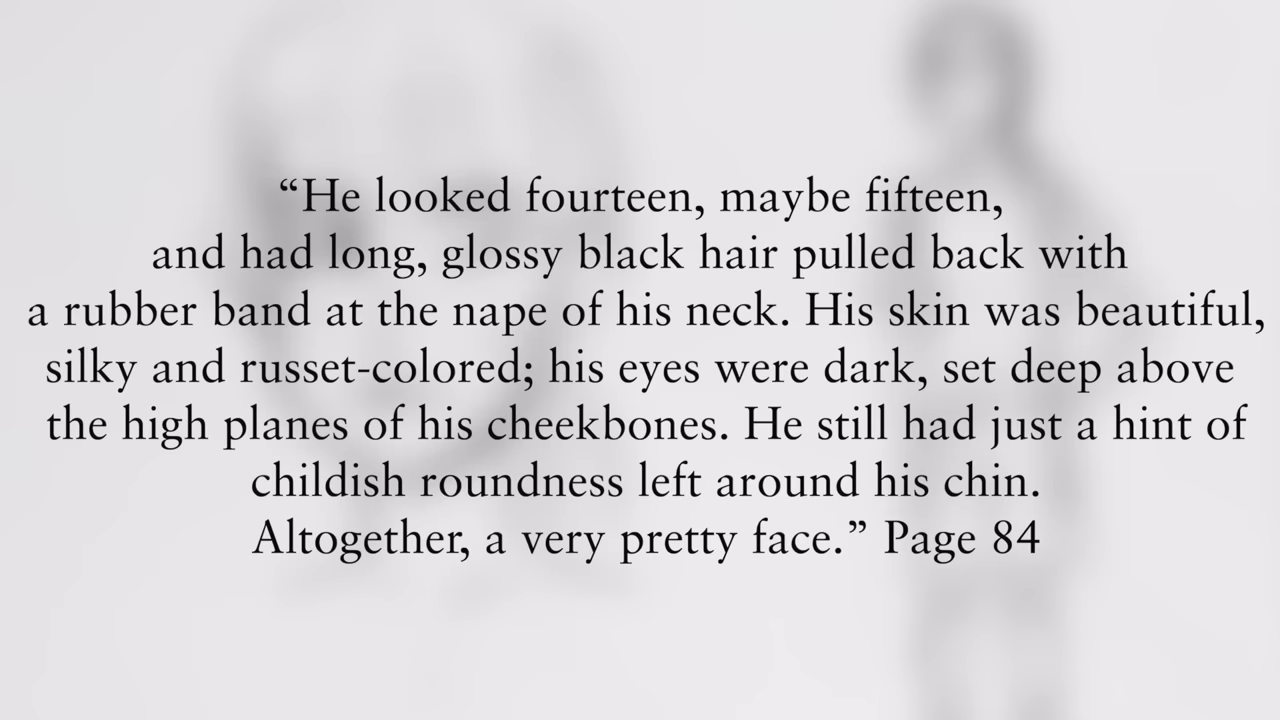 “He looked fourteen, maybe fifteen,
and had long, glossy black hair pulled back with
a rubber band at the nape of his neck. His skin was beautiful,
silky and russet-colored; his eyes were dark, set deep above
the high planes of his cheekbones. He still had just a hint of
childish roundness left around his chin.
Altogether, a very pretty face.” Page 84